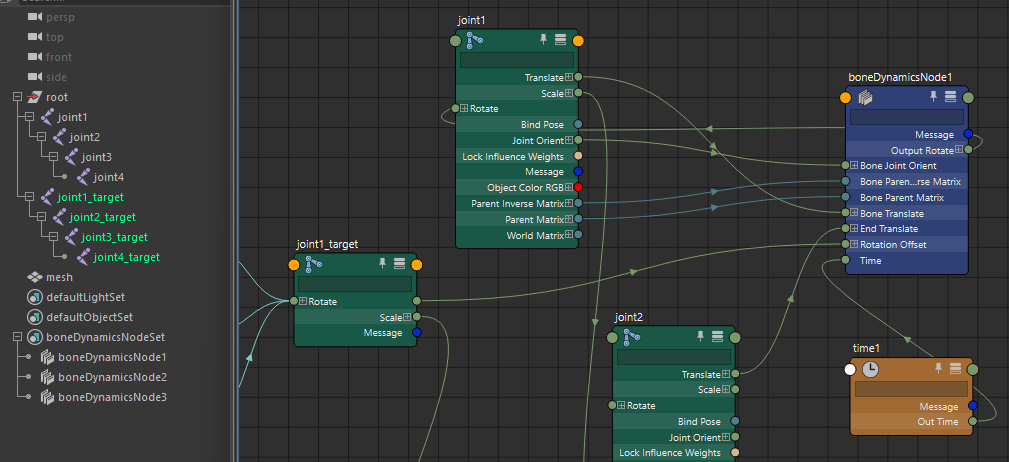 persp
top
front
side
root
joint1
joint2
joint3
joint4
joint1_target
joint2_target
joint3_target
joint4_target
mesh
defaultLightSet
defaultObjectSet
boneDynamicsNodeSet
boneDynamicsNode1
boneDynamicsNode2
boneDynamicsNode3
joint1
Translate
Scale
Rotate
Bind Pose
Joint Orient
Lock Influence Weights
Message
Object Color RGB
Parent Inverse Matrix
Parent Matrix
World Matrix
joint1_target
Rotate
Scale
Message
joint2
Translate
Scale
Rotate
Bind Pose
Joint Orient
Lock Influence Weights
boneDynamicsNode1
Message
Output Rotate
Bone Joint Orient
Bone Paren...rse Matrix
Bone Parent Matrix
Bone Translate
End Translate
Rotation Offset
Time
time1
Message
Out Time